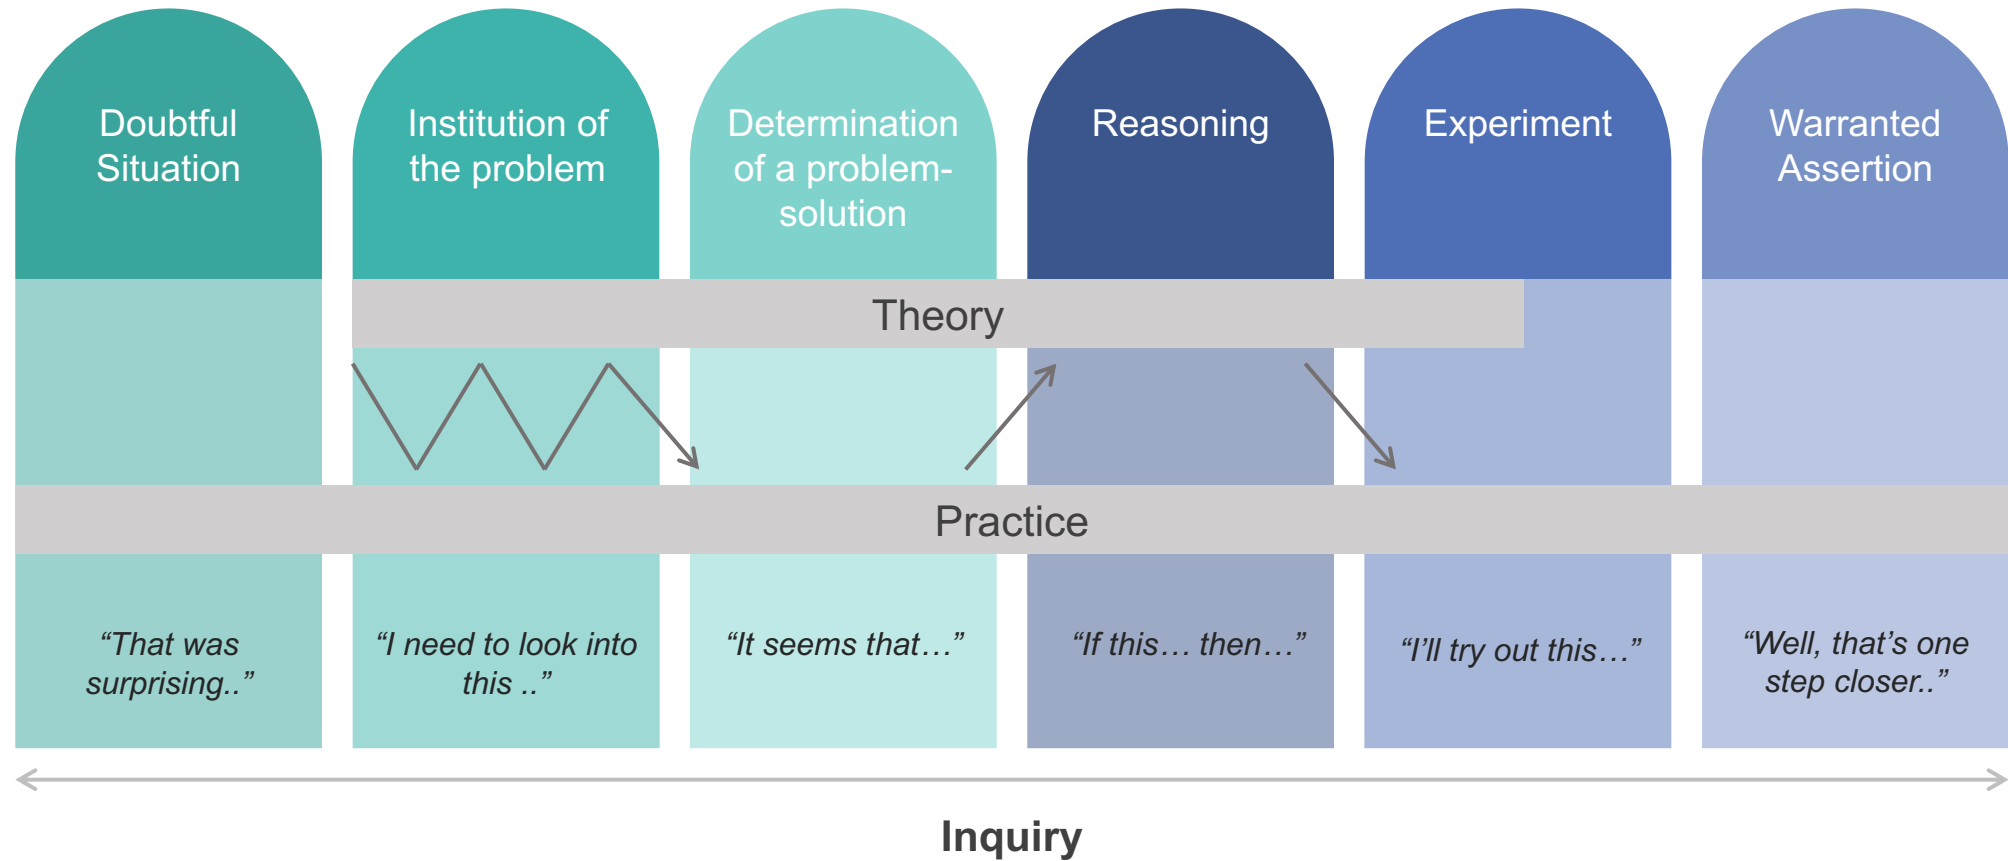 Doubtful
Situation
Institution of
the problem
Determination
of a problem-
solution
Reasoning
Experiment
Warranted
Assertion
Theory
Practice
“That was
surprising..”
“I need to look into
this ..”
“It seems that…”
“If this… then…”
“I’ll try out this…”
“Well, that’s one
step closer..”
Inquiry